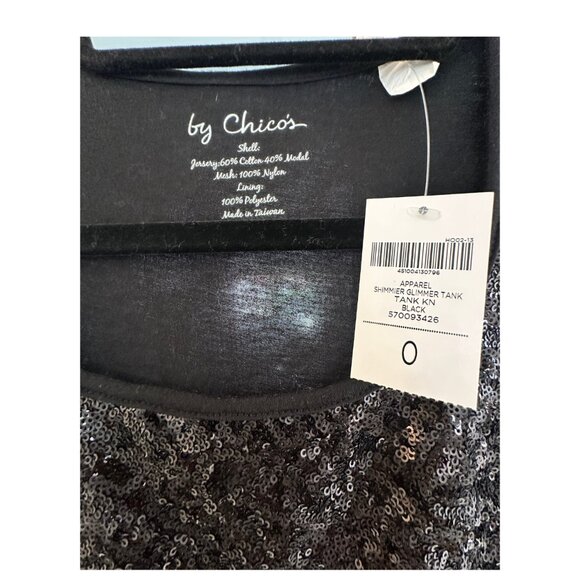 by Chico's
Shell:
Jersery:60% Cotton 40% Modal
Mesh: 100% Nylon
Lining:
100% Polyester
Made in Taiwan
HO02-13
451004130796
APPAREL
SHIMMIER GLIMMER TANK
TANK KN
BLACK
570093426
0